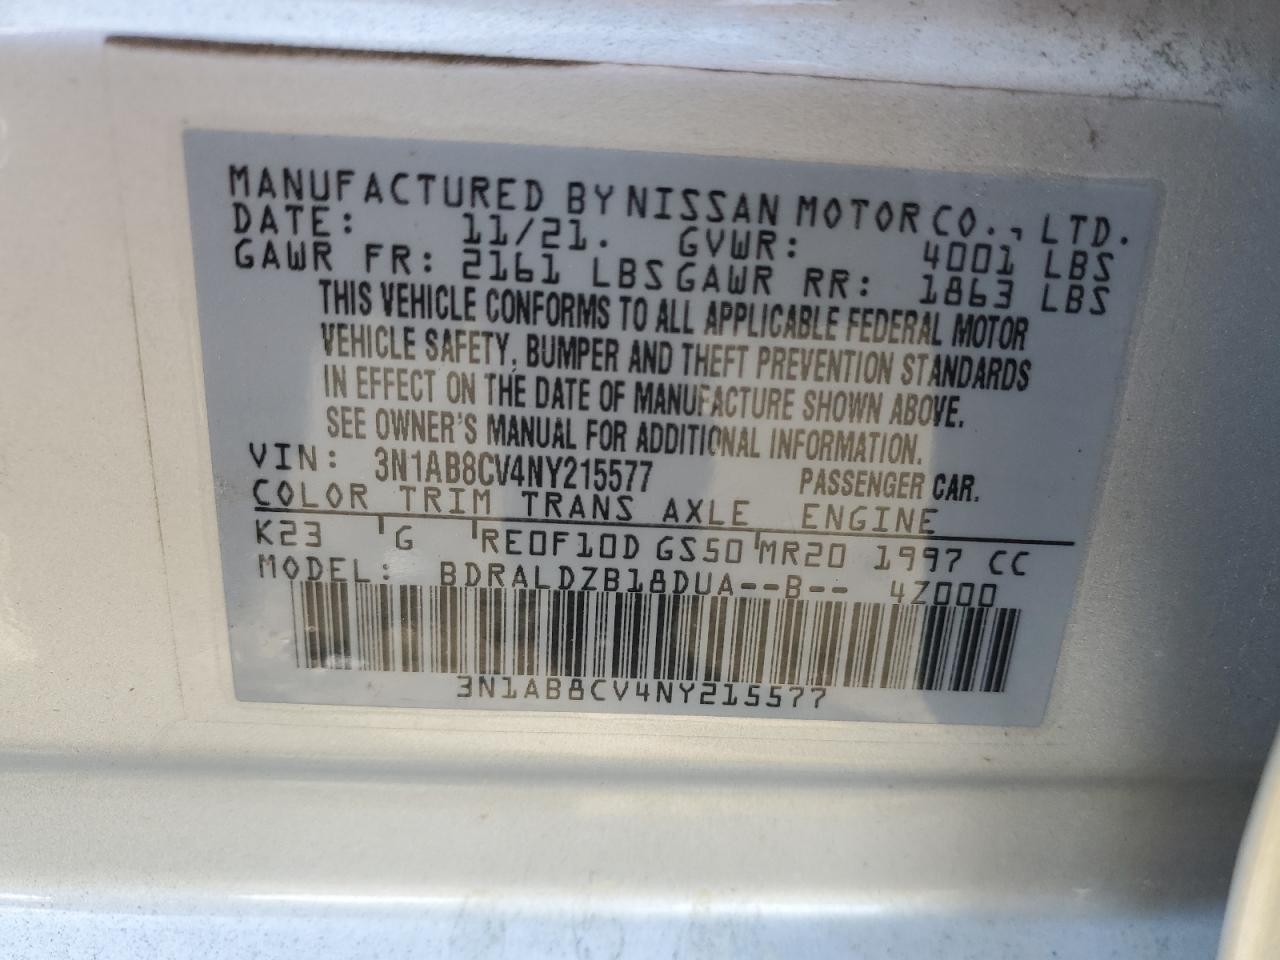 MANUFACTURED BY NISSAN MOTOR CO., LTD.
DATE: 11/21. GVWR: 4001 LBS
GAWR FR: 2161 LBS GAWR RR: 1863 LBS
THIS VEHICLE CONFORMS TO ALL APPLICABLE FEDERAL MOTOR
VEHICLE SAFETY, BUMPER AND THEFT PREVENTION STANDARDS
IN EFFECT ON THE DATE OF MANUFACTURE SHOWN ABOVE.
SEE OWNER'S MANUAL FOR ADDITIONAL INFORMATION.
VIN: 3N1AB8CV4NY215577 PASSENGER CAR.
COLOR TRIM TRANS AXLE ENGINE
K23 G RE0F10D GS50 MR20 1997 CC
MODEL: BDRALDZB18DUA--B-- 4Z000
3N1AB8CV4NY215577